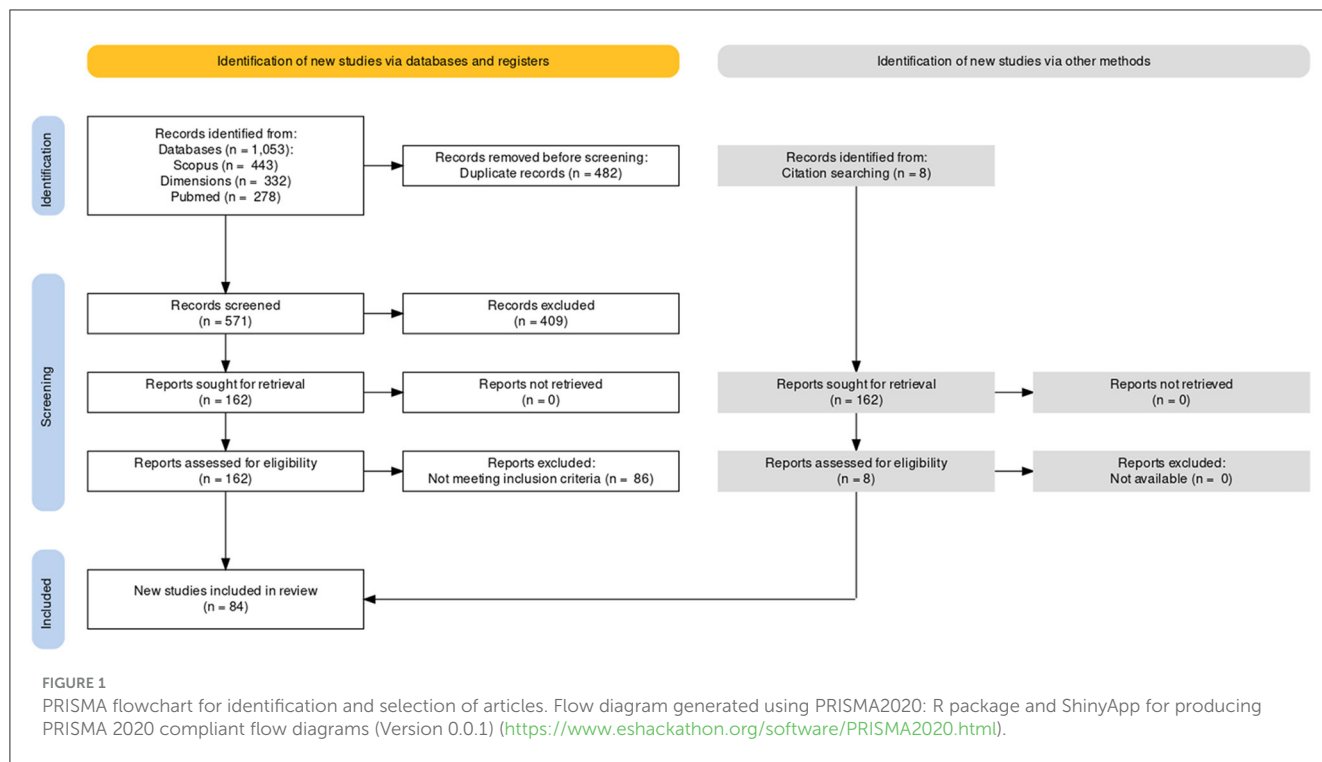 Identification of new studies via databases and registers
Identification of new studies via other methods
Identification
Records identified from:
Databases (n = 1,053):
Scopus (n = 443)
Dimensions (n = 332)
Pubmed (n = 278)
Records removed before screening:
Duplicate records (n = 482)
Records identified from:
Citation searching (n = 8)
Screening
Records screened
(n = 571)
Records excluded
(n = 409)
Reports sought for retrieval
(n = 162)
Reports not retrieved
(n = 0)
Reports sought for retrieval
(n = 162)
Reports not retrieved
(n = 0)
Reports assessed for eligibility
(n = 162)
Reports excluded:
Not meeting inclusion criteria (n = 86)
Reports assessed for eligibility
(n = 8)
Reports excluded:
Not available (n = 0)
Included
New studies included in review
(n = 84)
FIGURE 1
PRISMA flowchart for identification and selection of articles. Flow diagram generated using PRISMA2020: R package and ShinyApp for producing
PRISMA 2020 compliant flow diagrams (Version 0.0.1) (https://www.eshackathon.org/software/PRISMA2020.html).